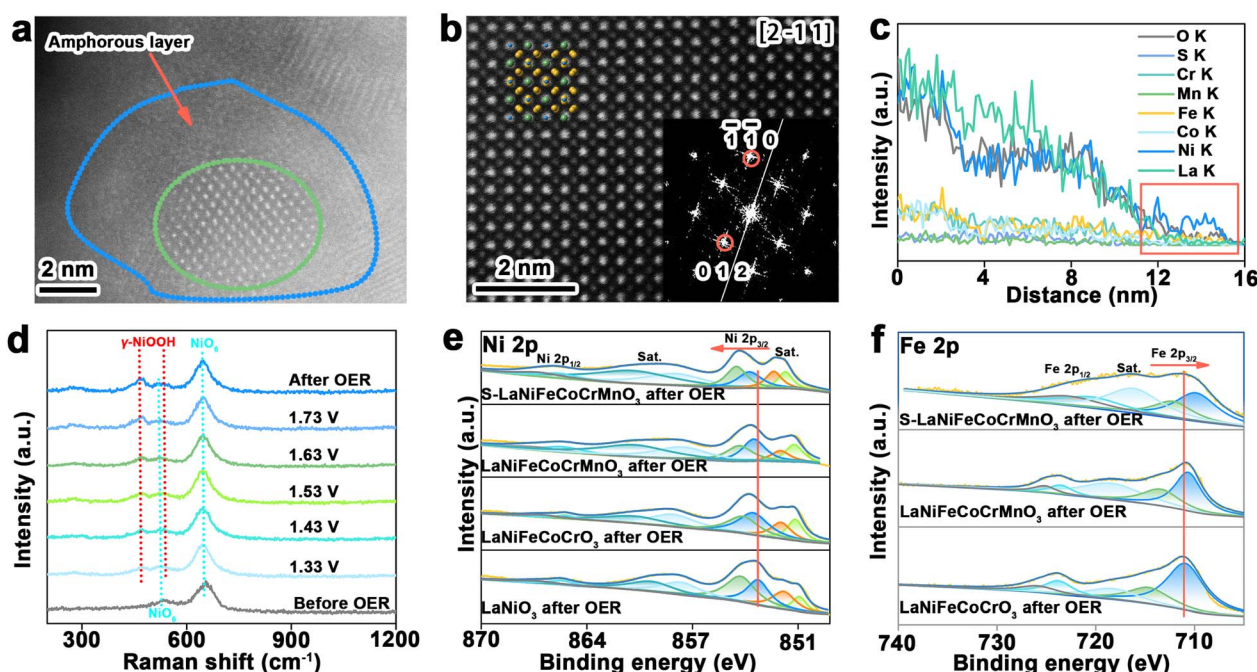 a
Amphorous layer
2 nm
b
[2-11]
1̅ 1̅ 0
0 1 2
2 nm
c
Intensity (a.u.)
O K
S K
Cr K
Mn K
Fe K
Co K
Ni K
La K
0 4 8 12 16
Distance (nm)
d
Intensity (a.u.)
γ-NiOOH
NiO₆
After OER
1.73 V
1.63 V
1.53 V
1.43 V
1.33 V
Before OER
NiO₆
600 900 1200
Raman shift (cm⁻¹)
e
Intensity (a.u.)
Ni 2p
Ni 2p₁/₂
Sat.
Ni 2p₃/₂
Sat.
S-LaNiFeCoCrMnO₃ after OER
LaNiFeCoCrMnO₃ after OER
LaNiFeCoCrO₃ after OER
LaNiO₃ after OER
870 864 857 851
Binding energy (eV)
f
Intensity (a.u.)
Fe 2p
Fe 2p₁/₂
Sat.
Fe 2p₃/₂
S-LaNiFeCoCrMnO₃ after OER
LaNiFeCoCrMnO₃ after OER
LaNiFeCoCrO₃ after OER
740 730 720 710
Binding energy (eV)